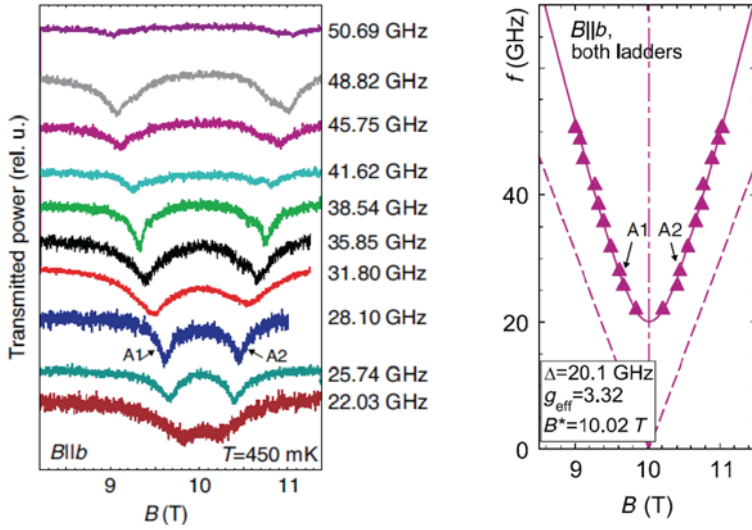 Transmitted power (rel. u.)
50.69 GHz
48.82 GHz
45.75 GHz
41.62 GHz
38.54 GHz
35.85 GHz
31.80 GHz
28.10 GHz
A1
A2
25.74 GHz
22.03 GHz
B||b
T=450 mK
9
10
11
B (T)
f (GHz)
B||b,
both ladders
40
A1
A2
20
Δ=20.1 GHz
geff=3.32
B*=10.02 T
0
9
10
11
B (T)